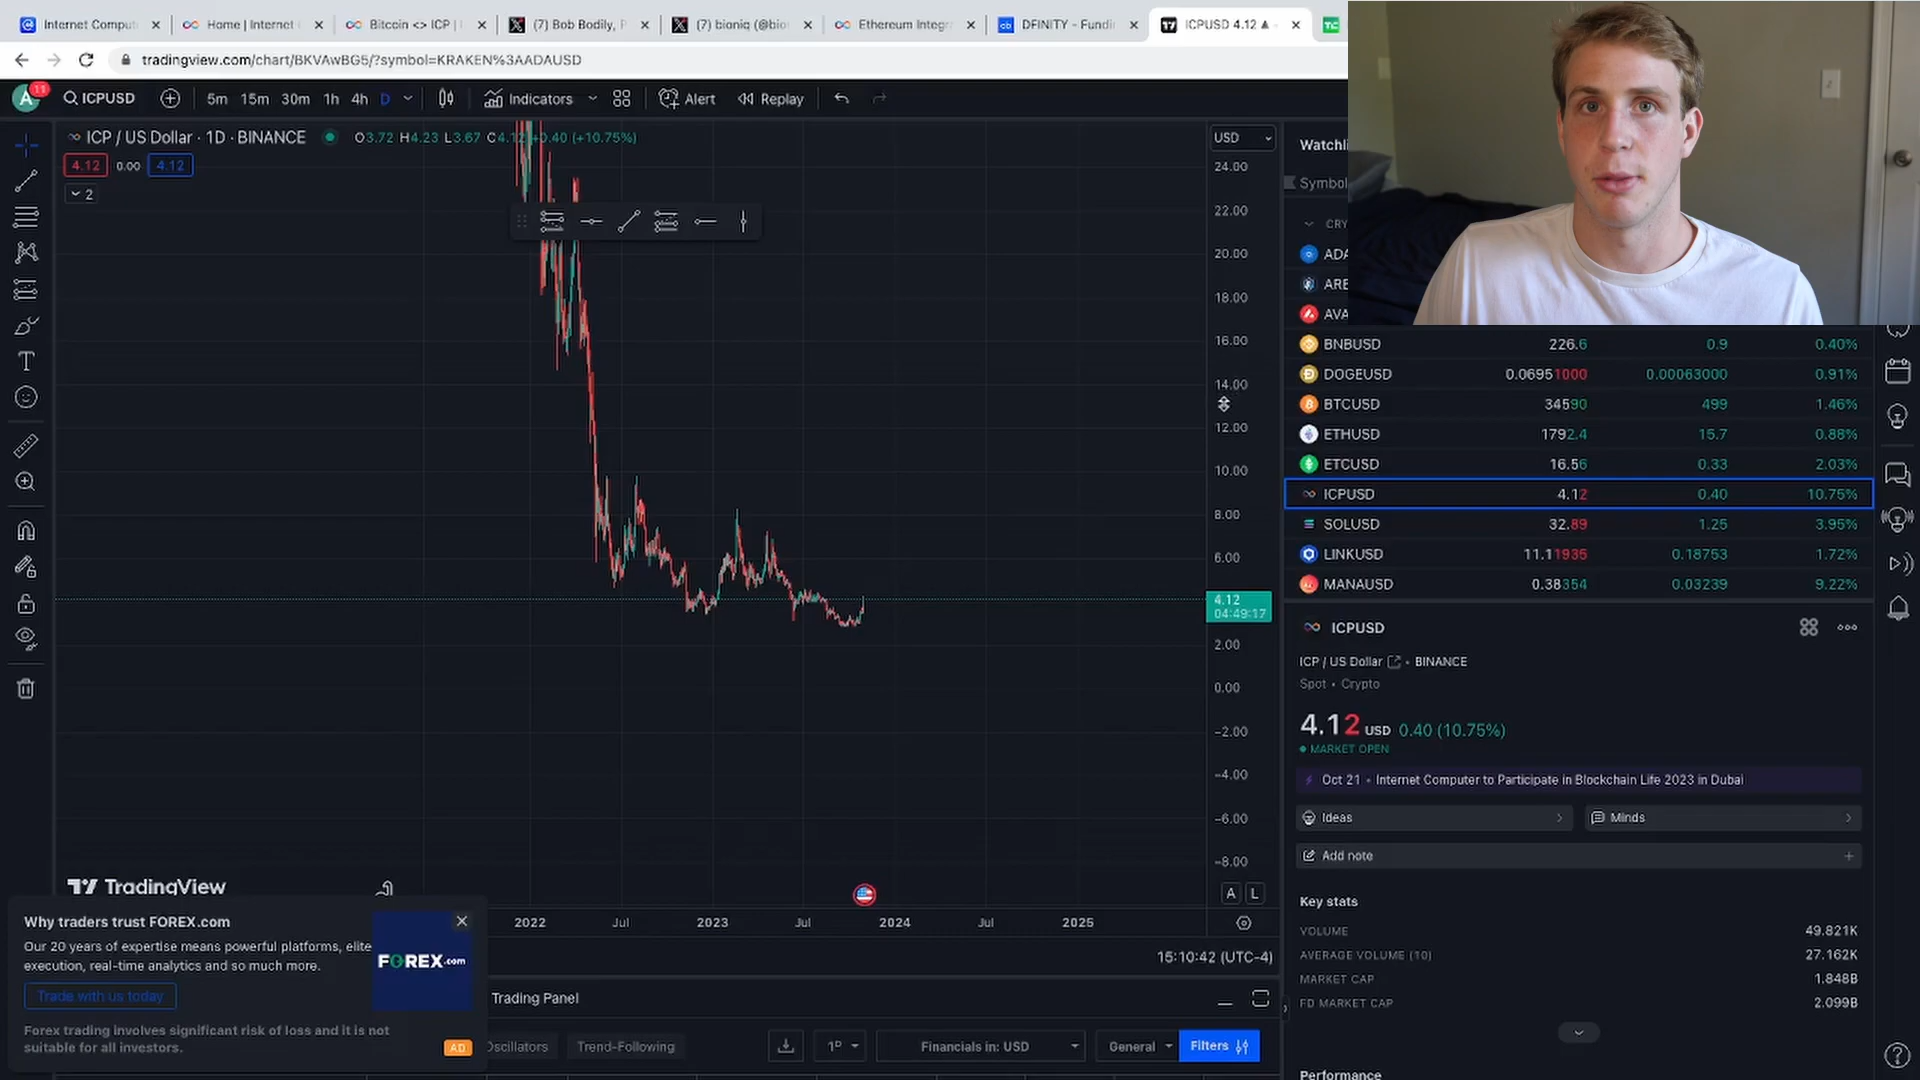 Internet Comput
Home | Internet
Bitcoin <> ICP |
(7) Bob Bodily, P
(7) bioniq (@bio
Ethereum Integr
DFINITY - Fundi
ICPUSD 4.12
tradingview.com/chart/BKVAwBG5/?symbol=KRAKEN%3AADAUSD
A
11
ICPUSD
5m
15m
30m
1h
4h
D
Indicators
Alert
Replay
ICP / US Dollar · 1D · BINANCE
O3.72 H4.23 L3.67 C4.12 +0.40 (+10.75%)
4.12
0.00
4.12
2
USD
24.00
22.00
20.00
18.00
16.00
14.00
12.00
10.00
8.00
6.00
4.12
04:49:17
2.00
0.00
−2.00
−4.00
−6.00
−8.00
A
L
TradingView
2022
Jul
2023
Jul
2024
Jul
2025
15:10:42 (UTC-4)
Why traders trust FOREX.com
Our 20 years of expertise means powerful platforms, elite
execution, real-time analytics and so much more.
Trade with us today
Forex trading involves significant risk of loss and it is not
suitable for all investors.
FOREX.com
AD
Trading Panel
Oscillators
Trend-Following
Financials in: USD
General
Filters
Watchli
Symbol
CRY
ADA
ARE
AVA
BNBUSD 226.6 0.9 0.40%
DOGEUSD 0.06951000 0.00063000 0.91%
BTCUSD 34590 499 1.46%
ETHUSD 1792.4 15.7 0.88%
ETCUSD 16.56 0.33 2.03%
ICPUSD 4.12 0.40 10.75%
SOLUSD 32.89 1.25 3.95%
LINKUSD 11.11935 0.18753 1.72%
MANAUSD 0.38354 0.03239 9.22%
ICPUSD
ICP / US Dollar • BINANCE
Spot • Crypto
4.12 USD 0.40 (10.75%)
MARKET OPEN
Oct 21 • Internet Computer to Participate in Blockchain Life 2023 in Dubai
Ideas
Minds
Add note
Key stats
VOLUME 49.821K
AVERAGE VOLUME (10) 27.162K
MARKET CAP 1.848B
FD MARKET CAP 2.099B
Performance